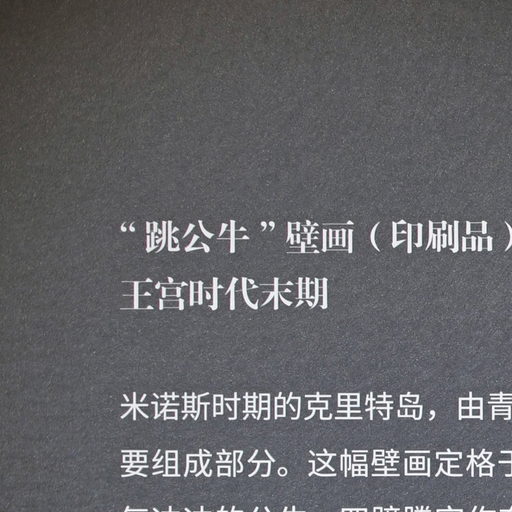 “跳公牛”壁画（印刷品）
王宫时代末期
米诺斯时期的克里特岛，由青
要组成部分。这幅壁画定格于